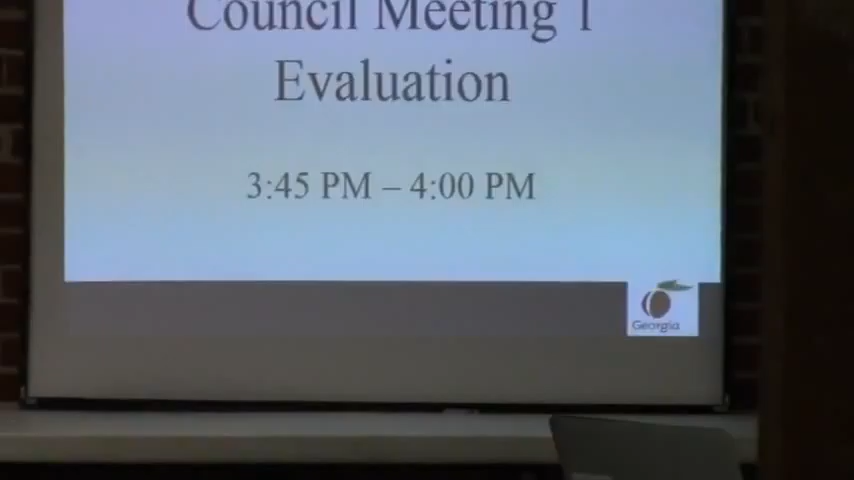 Council Meeting 1
Evaluation
3:45 PM – 4:00 PM
Georgia